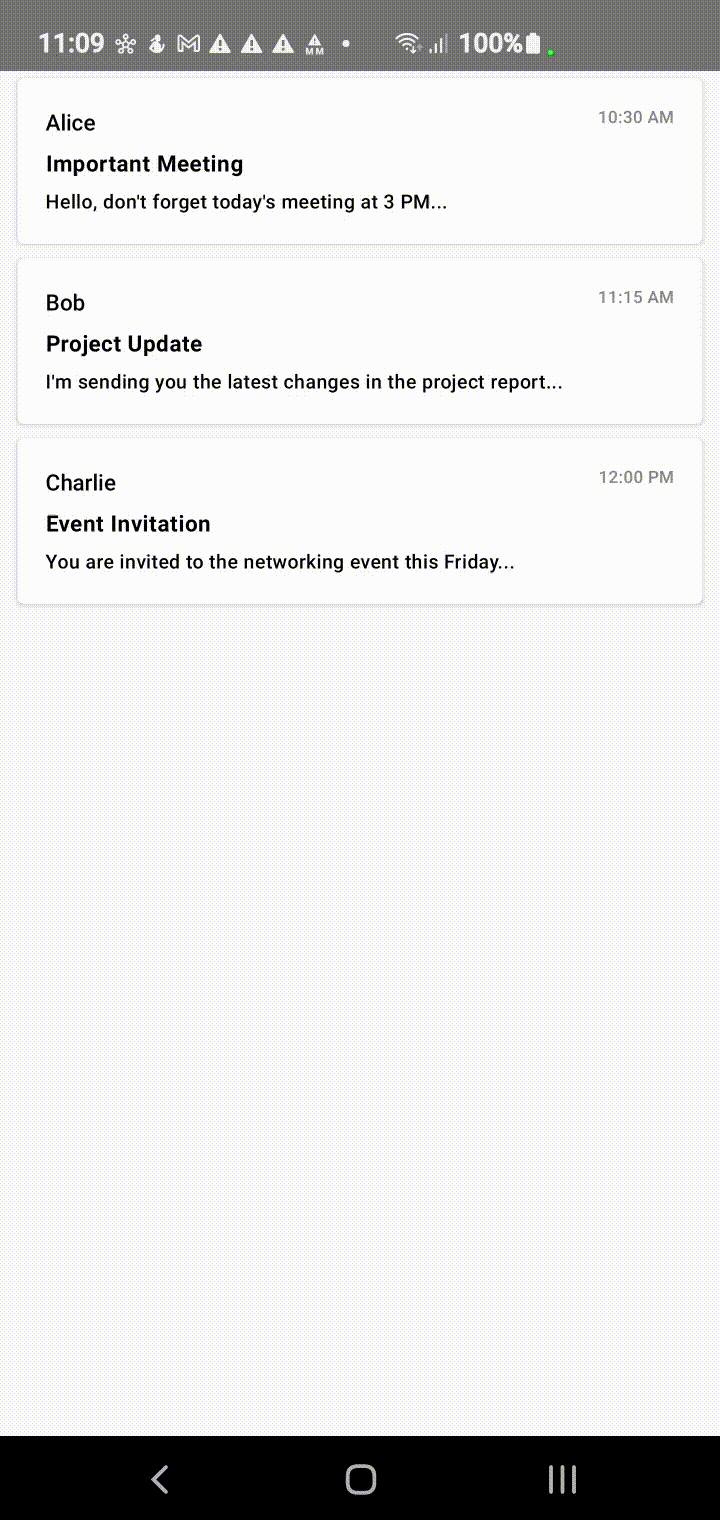 11:09 MM 100%
Alice 10:30 AM
Important Meeting
Hello, don't forget today's meeting at 3 PM...
Bob 11:15 AM
Project Update
I'm sending you the latest changes in the project report...
Charlie 12:00 PM
Event Invitation
You are invited to the networking event this Friday...